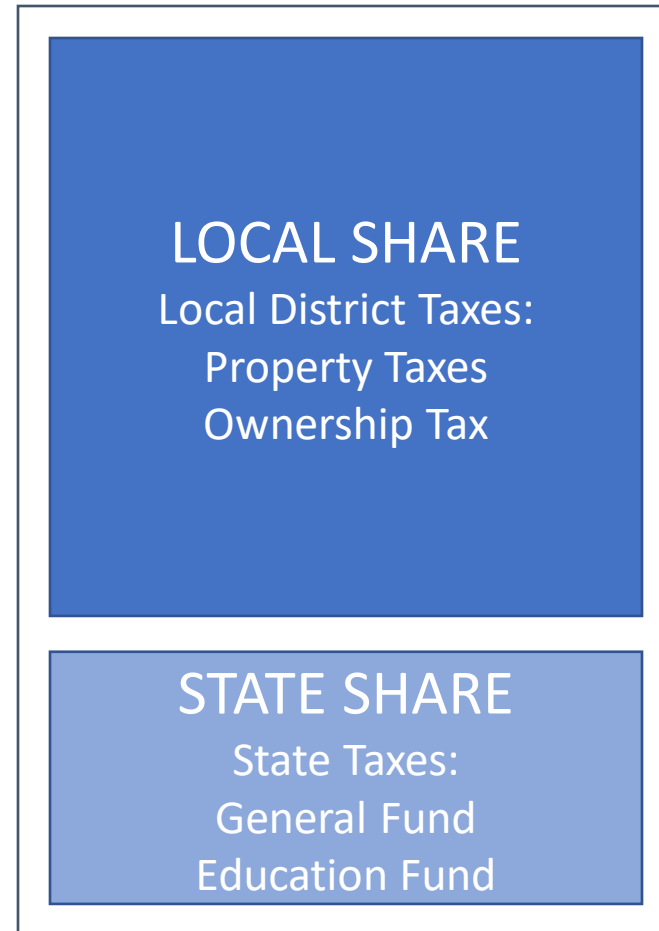 LOCAL SHARE
Local District Taxes:
Property Taxes
Ownership Tax
STATE SHARE
State Taxes:
General Fund
Education Fund